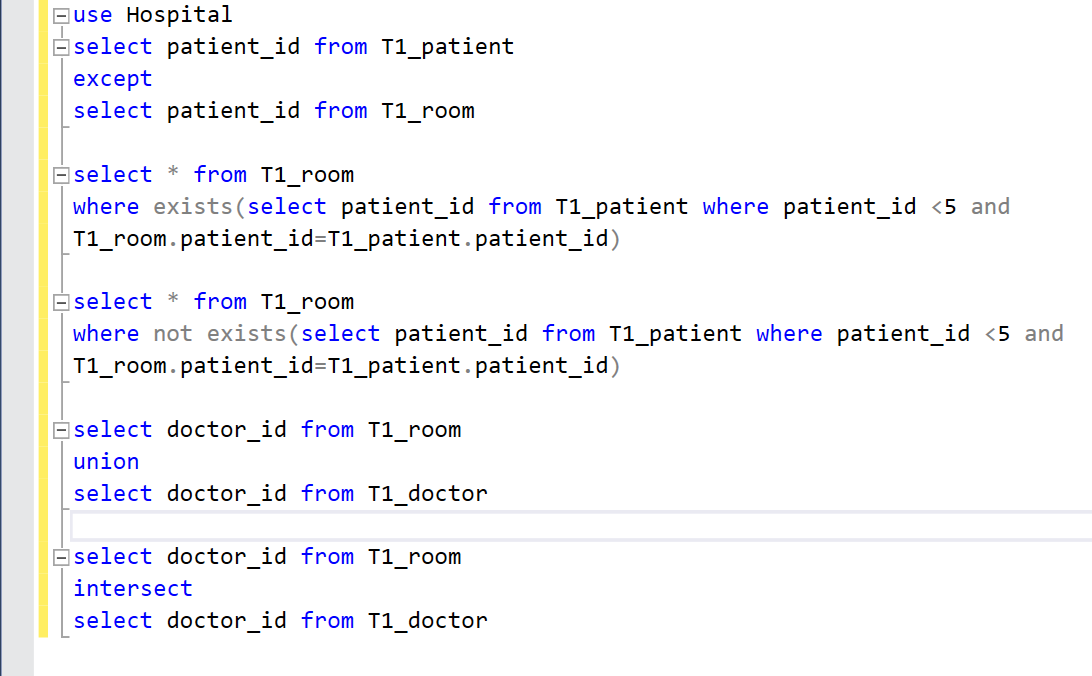 use Hospital
select patient_id from T1_patient
except
select patient_id from T1_room
select * from T1_room
where exists(select patient_id from T1_patient where patient_id <5 and
T1_room.patient_id=T1_patient.patient_id)
select * from T1_room
where not exists(select patient_id from T1_patient where patient_id <5 and
T1_room.patient_id=T1_patient.patient_id)
select doctor_id from T1_room
union
select doctor_id from T1_doctor
select doctor_id from T1_room
intersect
select doctor_id from T1_doctor